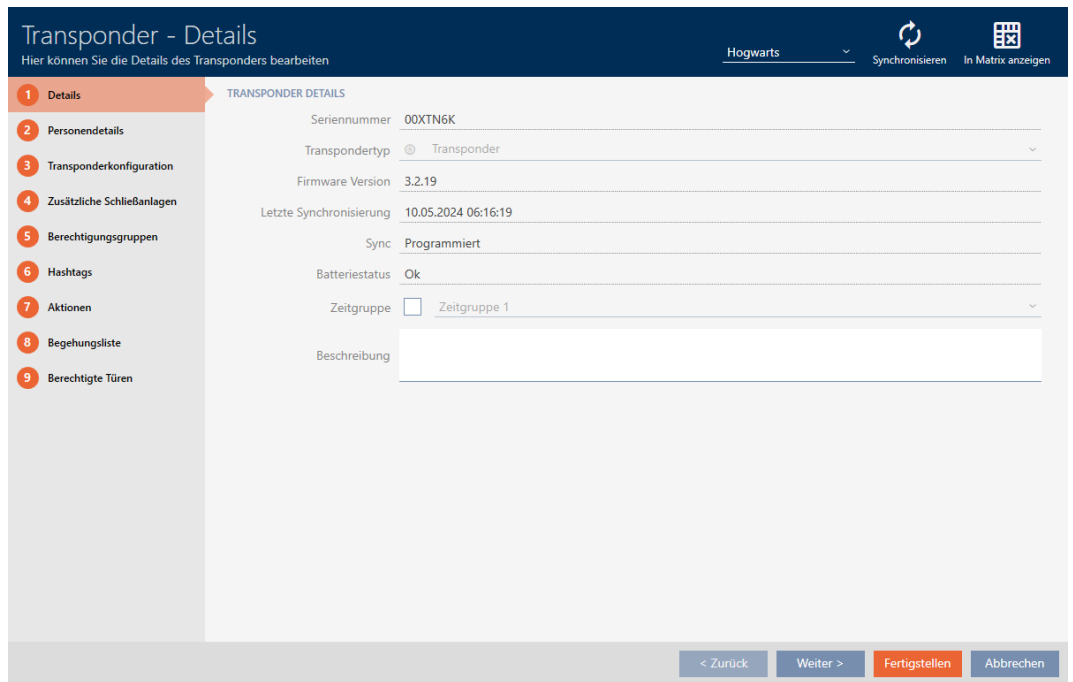 Transponder - Details
Hier können Sie die Details des Transponders bearbeiten
Hogwarts
Synchronisieren
In Matrix anzeigen
1 Details
2 Personendetails
3 Transponderkonfiguration
4 Zusätzliche Schließanlagen
5 Berechtigungsgruppen
6 Hashtags
7 Aktionen
8 Begehungsliste
9 Berechtigte Türen
TRANSPONDER DETAILS
Seriennummer 00XTN6K
Transpondertyp Transponder
Firmware Version 3.2.19
Letzte Synchronisierung 10.05.2024 06:16:19
Sync Programmiert
Batteriestatus Ok
Zeitgruppe Zeitgruppe 1
Beschreibung
< Zurück Weiter > Fertigstellen Abbrechen